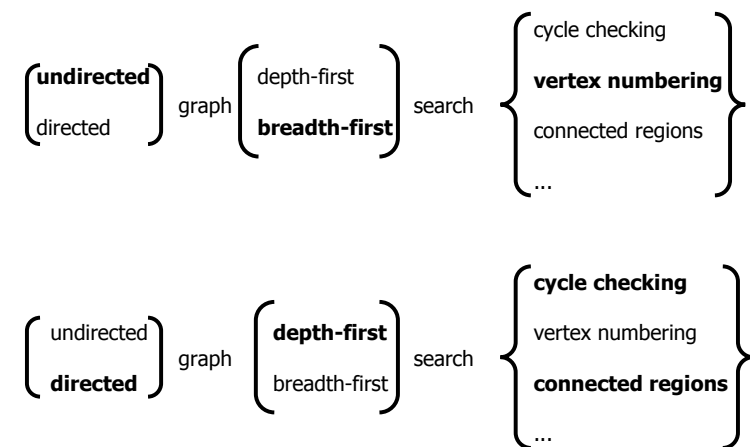 cycle checking
undirected
depth-first
vertex numbering
graph
search
directed
breadth-first
connected regions
...
cycle checking
undirected
depth-first
vertex numbering
graph
search
directed
breadth-first
connected regions
...